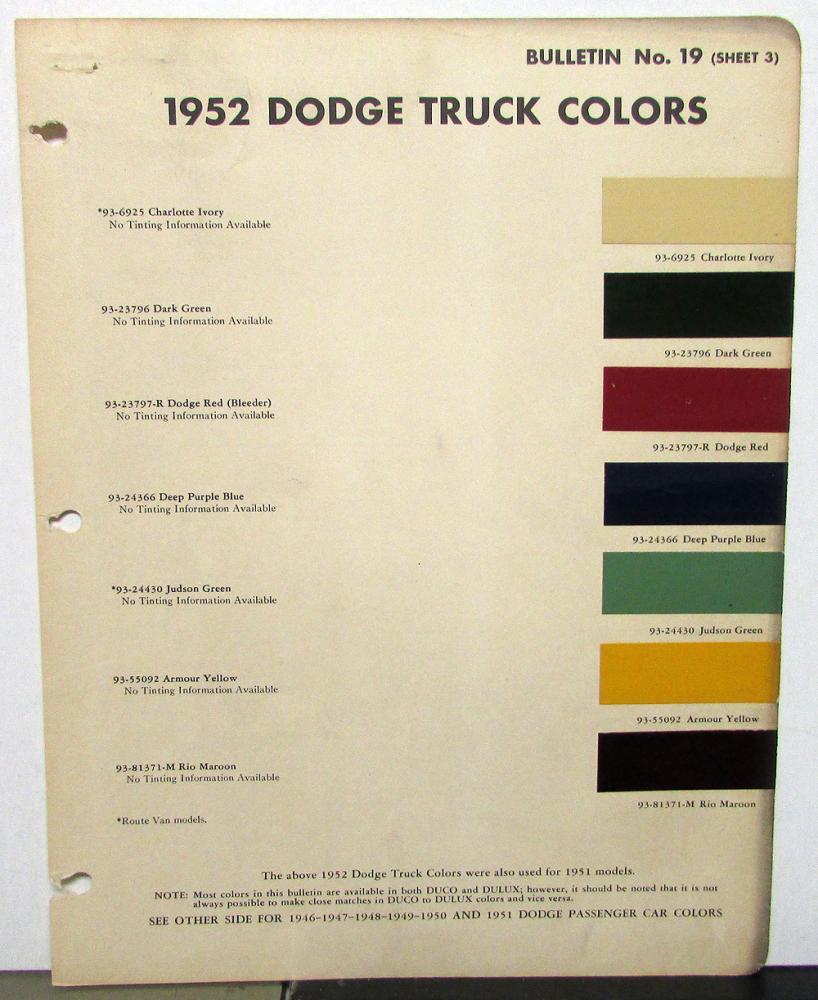 BULLETIN No. 19 (SHEET 3)
1952 DODGE TRUCK COLORS
*93-6925 Charlotte Ivory
No Tinting Information Available
93-6925 Charlotte Ivory
93-23796 Dark Green
No Tinting Information Available
93-23796 Dark Green
93-23797-R Dodge Red (Bleeder)
No Tinting Information Available
93-23797-R Dodge Red
93-24366 Deep Purple Blue
No Tinting Information Available
93-24366 Deep Purple Blue
*93-24430 Judson Green
No Tinting Information Available
93-24430 Judson Green
93-55092 Armour Yellow
No Tinting Information Available
93-55092 Armour Yellow
93-81371-M Rio Maroon
No Tinting Information Available
93-81371-M Rio Maroon
*Route Van models.
The above 1952 Dodge Truck Colors were also used for 1951 models.
NOTE: Most colors in this bulletin are available in both DUCO and DULUX; however, it should be noted that it is not
always possible to make close matches in DUCO to DULUX colors and vice versa.
SEE OTHER SIDE FOR 1946-1947-1948-1949-1950 AND 1951 DODGE PASSENGER CAR COLORS